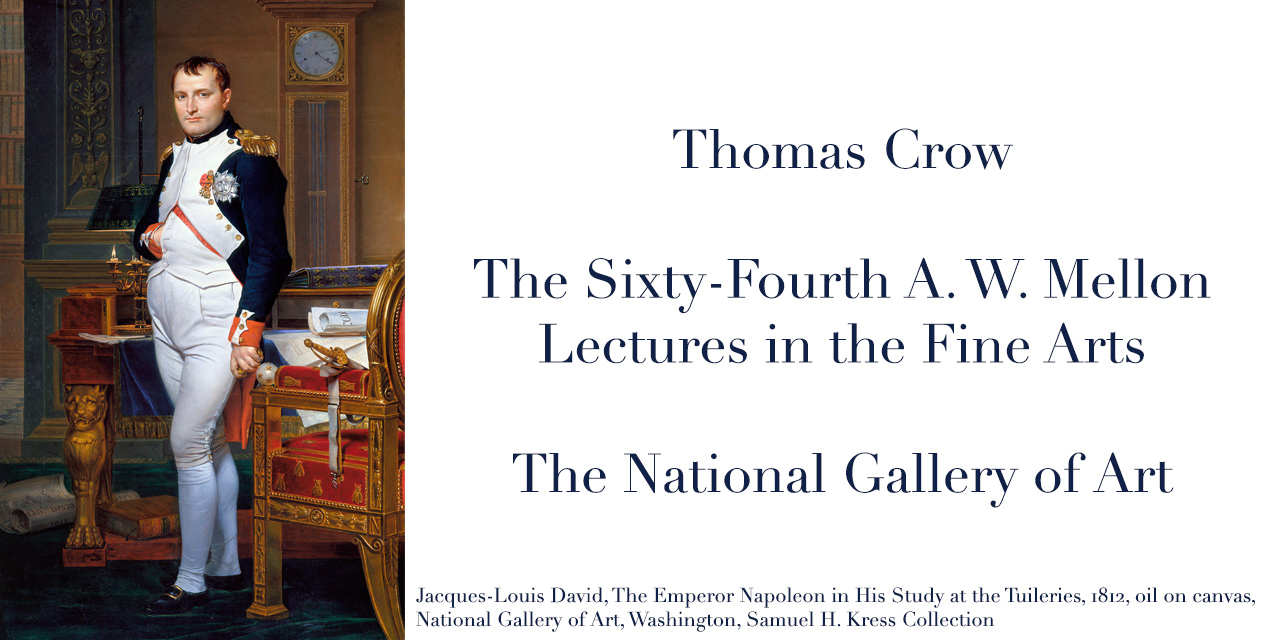 Thomas Crow
The Sixty-Fourth A. W. Mellon
Lectures in the Fine Arts
The National Gallery of Art
Jacques-Louis David, The Emperor Napoleon in His Study at the Tuileries, 1812, oil on canvas,
National Gallery of Art, Washington, Samuel H. Kress Collection